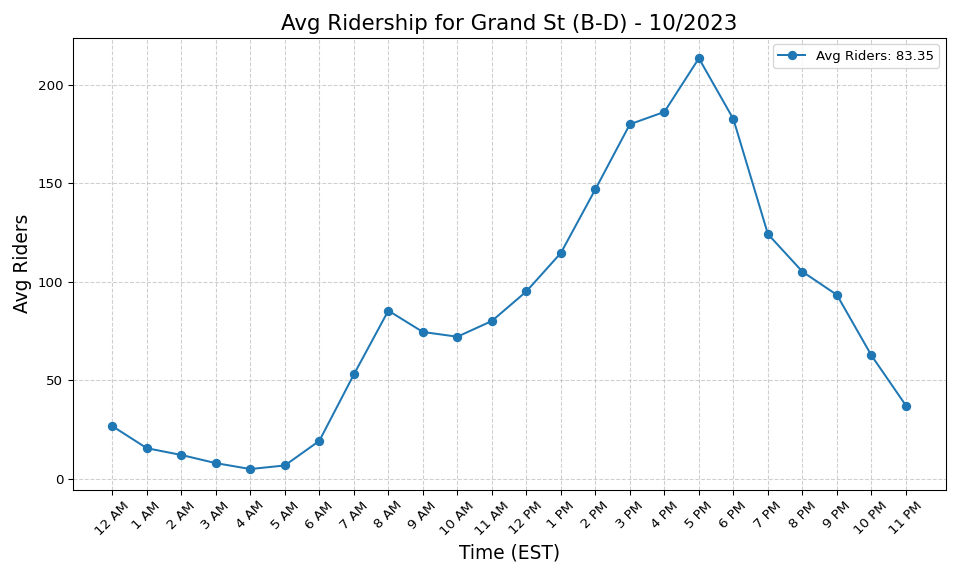 Avg Ridership for Grand St (B-D) - 10/2023
Avg Riders: 83.35
Avg Riders
200
150
100
50
0
12 AM 1 AM 2 AM 3 AM 4 AM 5 AM 6 AM 7 AM 8 AM 9 AM 10 AM 11 AM 12 PM 1 PM 2 PM 3 PM 4 PM 5 PM 6 PM 7 PM 8 PM 9 PM 10 PM 11 PM
Time (EST)